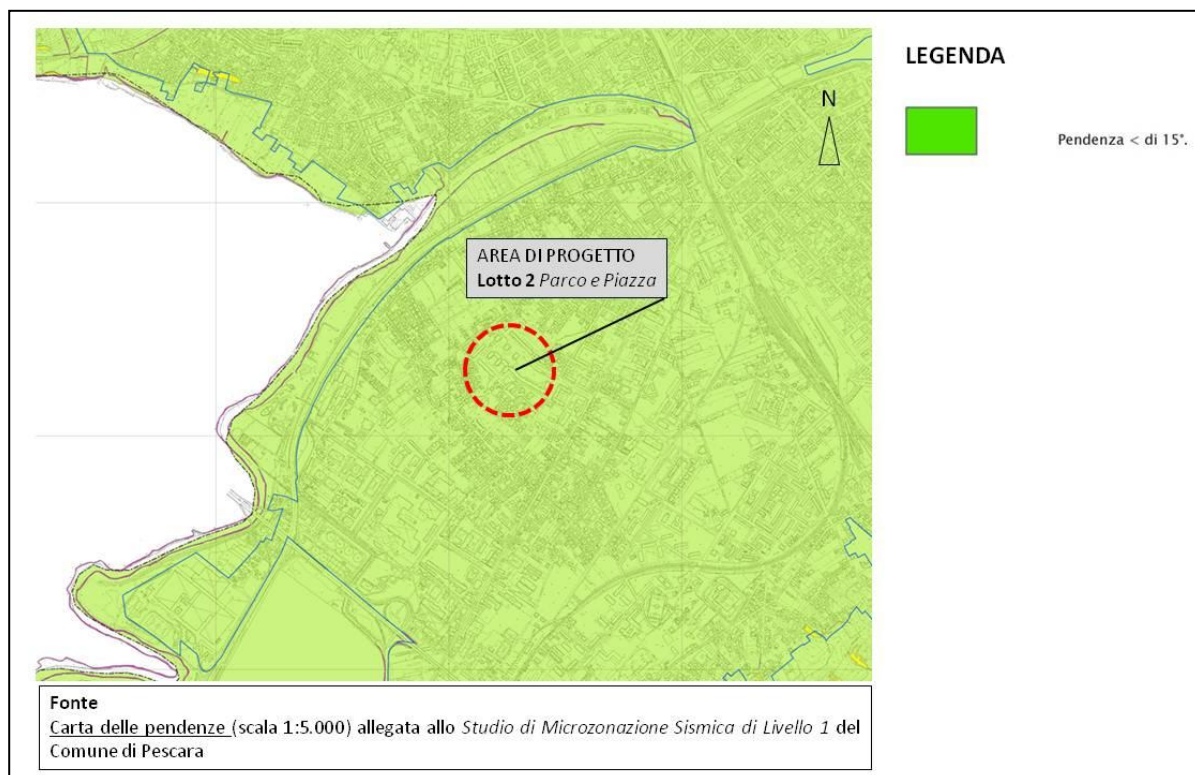 LEGENDA
N
Pendenza < di 15°.
AREA DI PROGETTO
Lotto 2 Parco e Piazza
Fonte
Carta delle pendenze (scala 1:5.000) allegata allo Studio di Microzonazione Sismica di Livello 1 del
Comune di Pescara